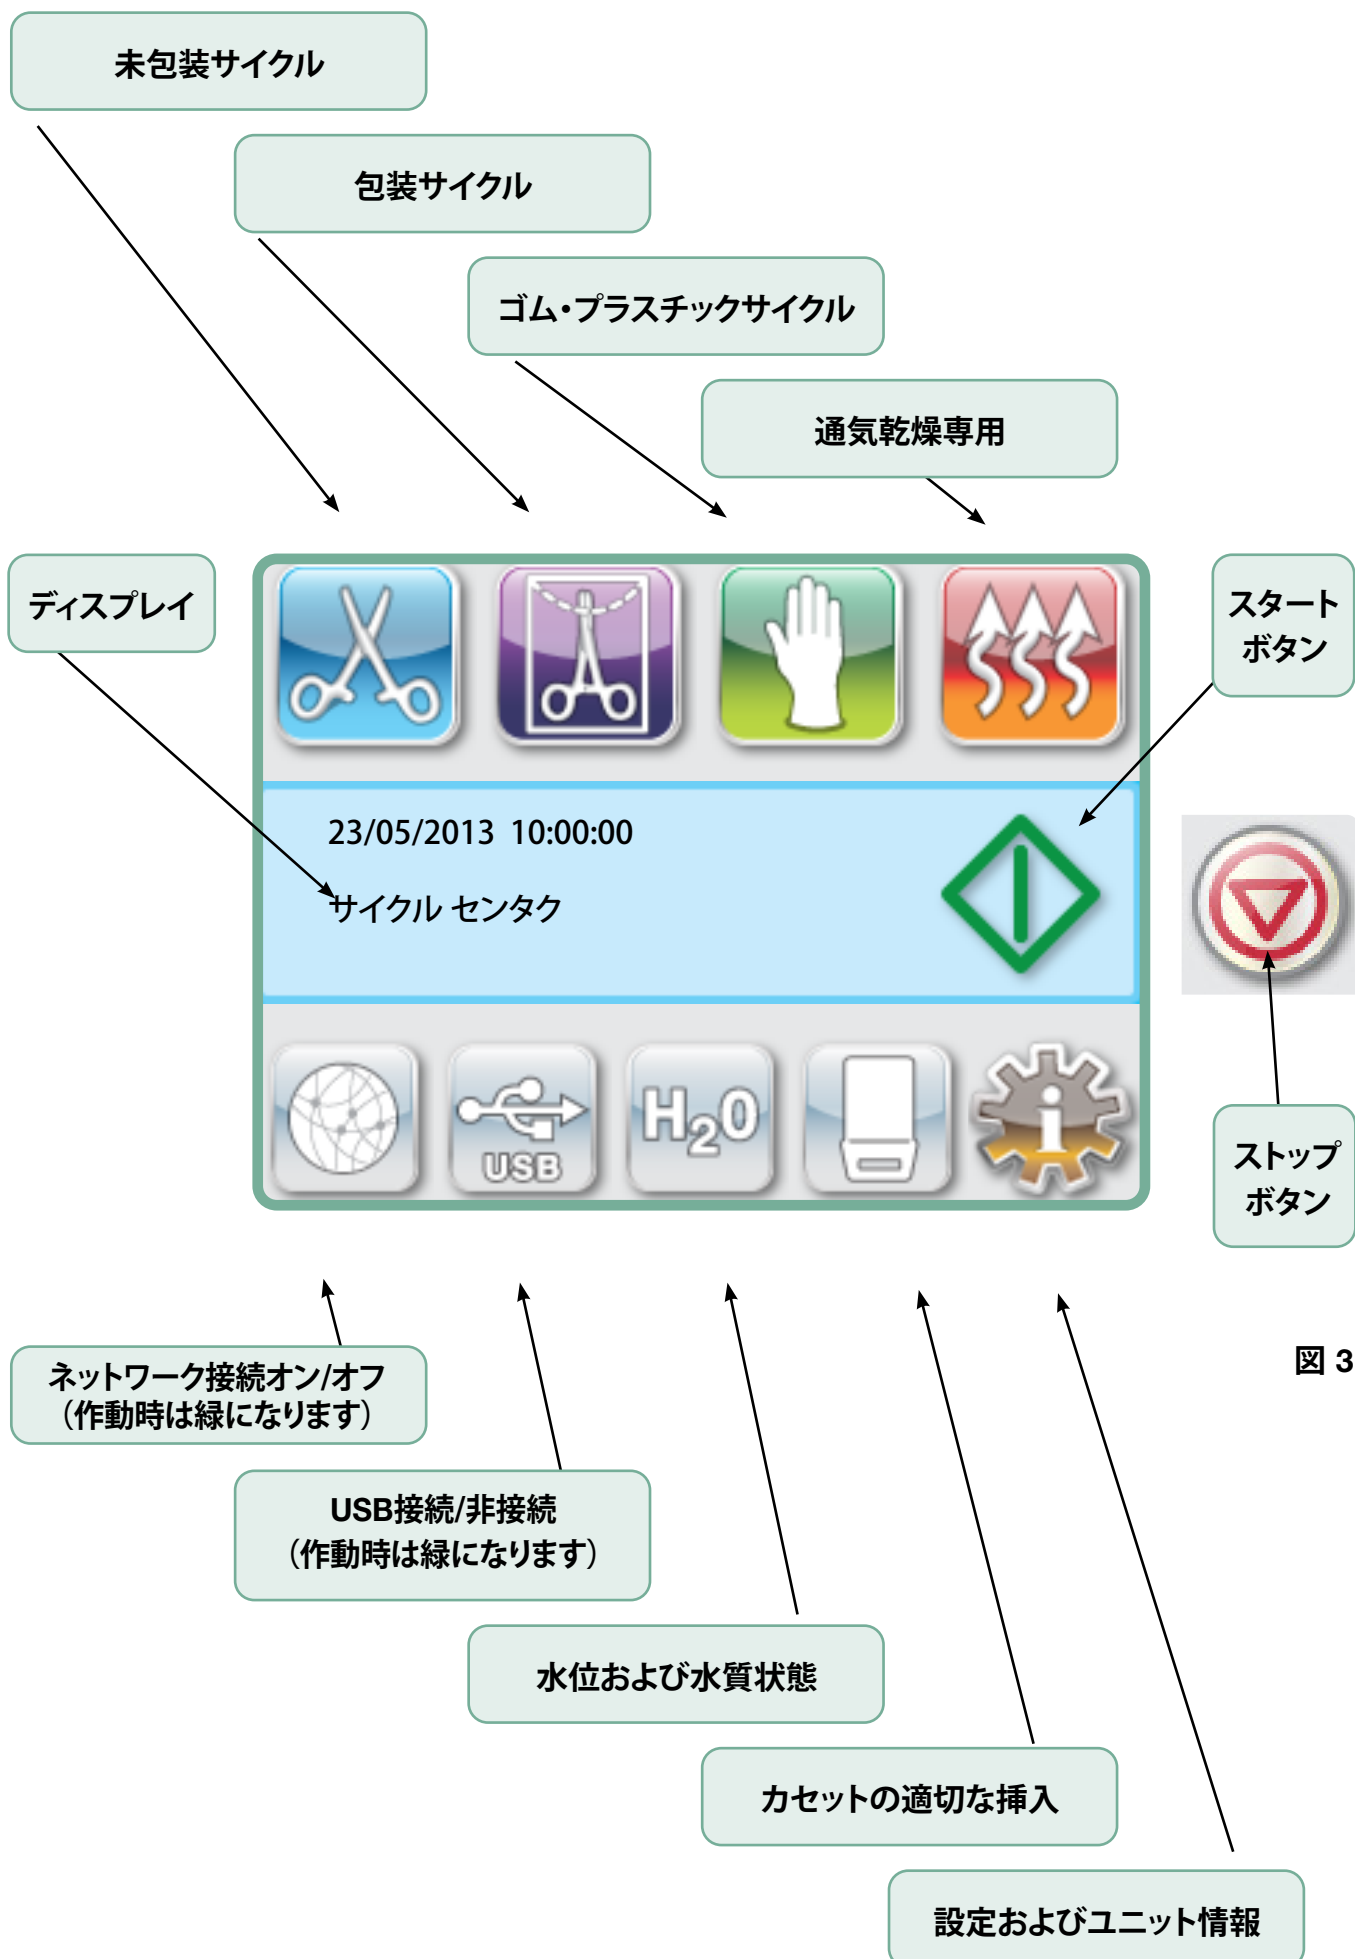 未包装サイクル
包装サイクル
ゴム・プラスチックサイクル
通気乾燥専用
ディスプレイ
スタート
ボタン
23/05/2013 10:00:00
サイクル センタク
USB
H₂O
ストップ
ボタン
図 3
ネットワーク接続オン/オフ
（作動時は緑になります）
USB接続/非接続
（作動時は緑になります）
水位および水質状態
カセットの適切な挿入
設定およびユニット情報